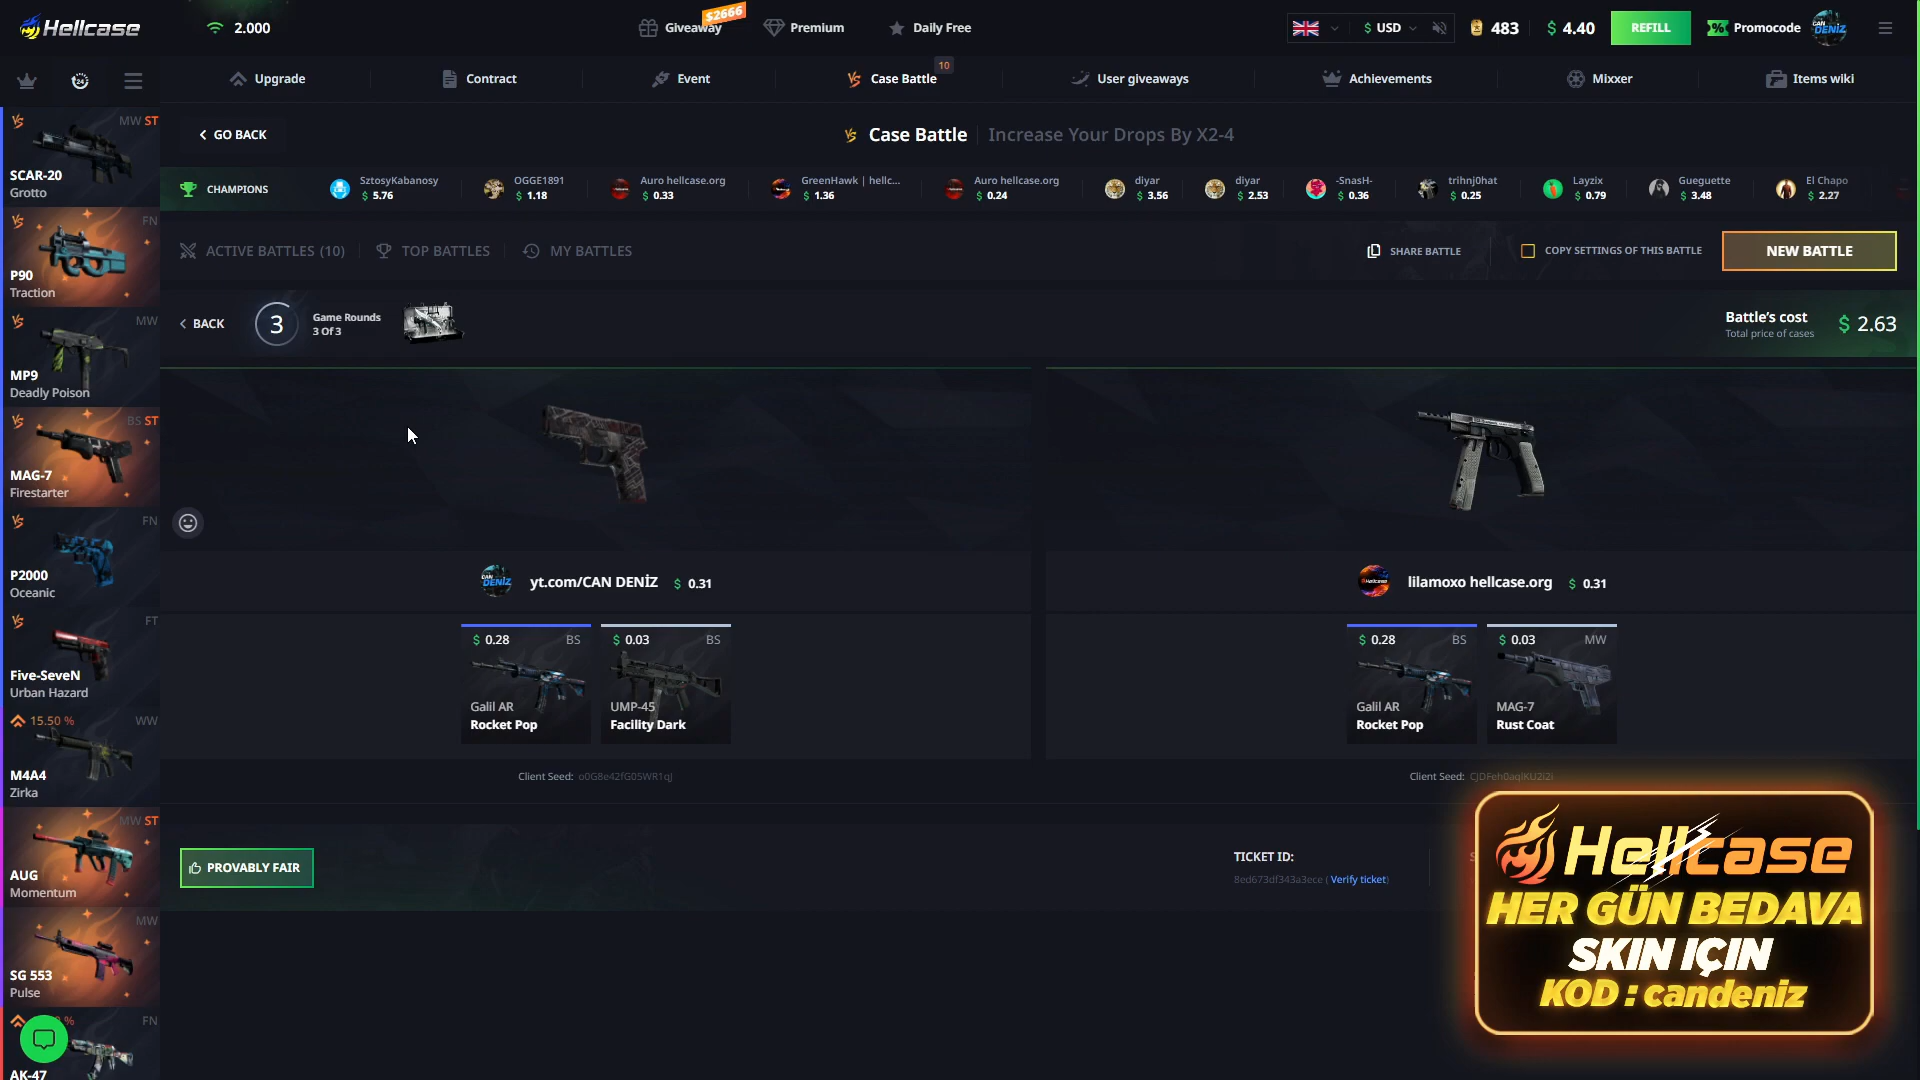 Hellcase
2.000
Giveaway
$2666
Premium
Daily Free
$ USD
483
$ 4.40
REFILL
Promocode
CAN DENİZ
24
Upgrade
Contract
Event
Case Battle
10
User giveaways
Achievements
Mixxer
Items wiki
GO BACK
Case Battle
Increase Your Drops By X2-4
CHAMPIONS
SztosyKabanosy
$ 5.76
OGGE1891
$ 1.18
Auro hellcase.org
$ 0.33
GreenHawk | hellc...
$ 1.36
Auro hellcase.org
$ 0.24
diyar
$ 3.56
diyar
$ 2.53
-SnasH-
$ 0.36
trihnj0hat
$ 0.25
Layzix
$ 0.79
Gueguette
$ 3.48
El Chapo
$ 2.27
ACTIVE BATTLES (10)
TOP BATTLES
MY BATTLES
SHARE BATTLE
COPY SETTINGS OF THIS BATTLE
NEW BATTLE
BACK
3
Game Rounds
3 Of 3
Battle's cost
Total price of cases
$ 2.63
MW ST
SCAR-20
Grotto
FN
P90
Traction
MW
MP9
Deadly Poison
BS ST
MAG-7
Firestarter
FN
P2000
Oceanic
FT
Five-SeveN
Urban Hazard
15.50 %
WW
M4A4
Zirka
MW ST
AUG
Momentum
MW
SG 553
Pulse
%
FN
AK-47
CAN DENİZ
yt.com/CAN DENİZ
$ 0.31
lilamoxo hellcase.org
$ 0.31
$ 0.28
BS
Galil AR
Rocket Pop
$ 0.03
BS
UMP-45
Facility Dark
$ 0.28
BS
Galil AR
Rocket Pop
$ 0.03
MW
MAG-7
Rust Coat
Client Seed: o0G8e42fG05WR1qJ
Client Seed:
PROVABLY FAIR
TICKET ID:
8ed673df343a3ece ( Verify ticket)
S
Hellcase
HER GÜN BEDAVA
SKIN IÇIN
KOD : candeniz